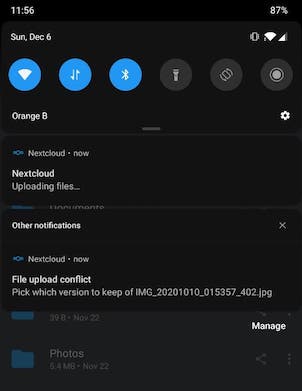 11:56
87%
Sun, Dec 6
Orange B
Nextcloud • now
Nextcloud
Uploading files…
Documents
Other notifications
Nextcloud • now
File upload conflict
Pick which version to keep of IMG_20201010_015357_402.jpg
39 B • Nov 22
Manage
Photos
5.4 MB • Nov 22